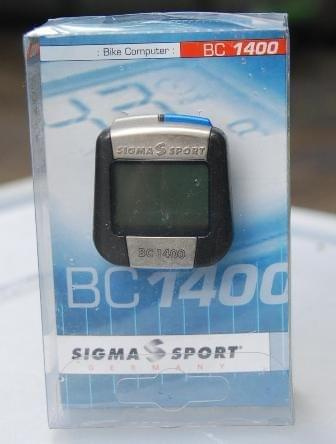 : Bike Computer : BC 1400
SIGMA SPORT
BC 1400
BC 1400
SIGMA SPORT®
GERMANY